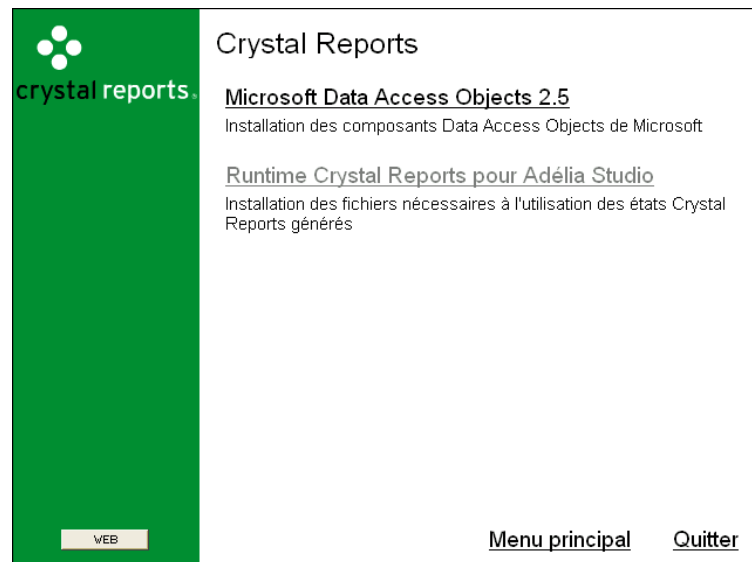 crystal reports.
Crystal Reports
Microsoft Data Access Objects 2.5
Installation des composants Data Access Objects de Microsoft
Runtime Crystal Reports pour Adélia Studio
Installation des fichiers nécessaires à l'utilisation des états Crystal
Reports générés
WEB
Menu principal
Quitter